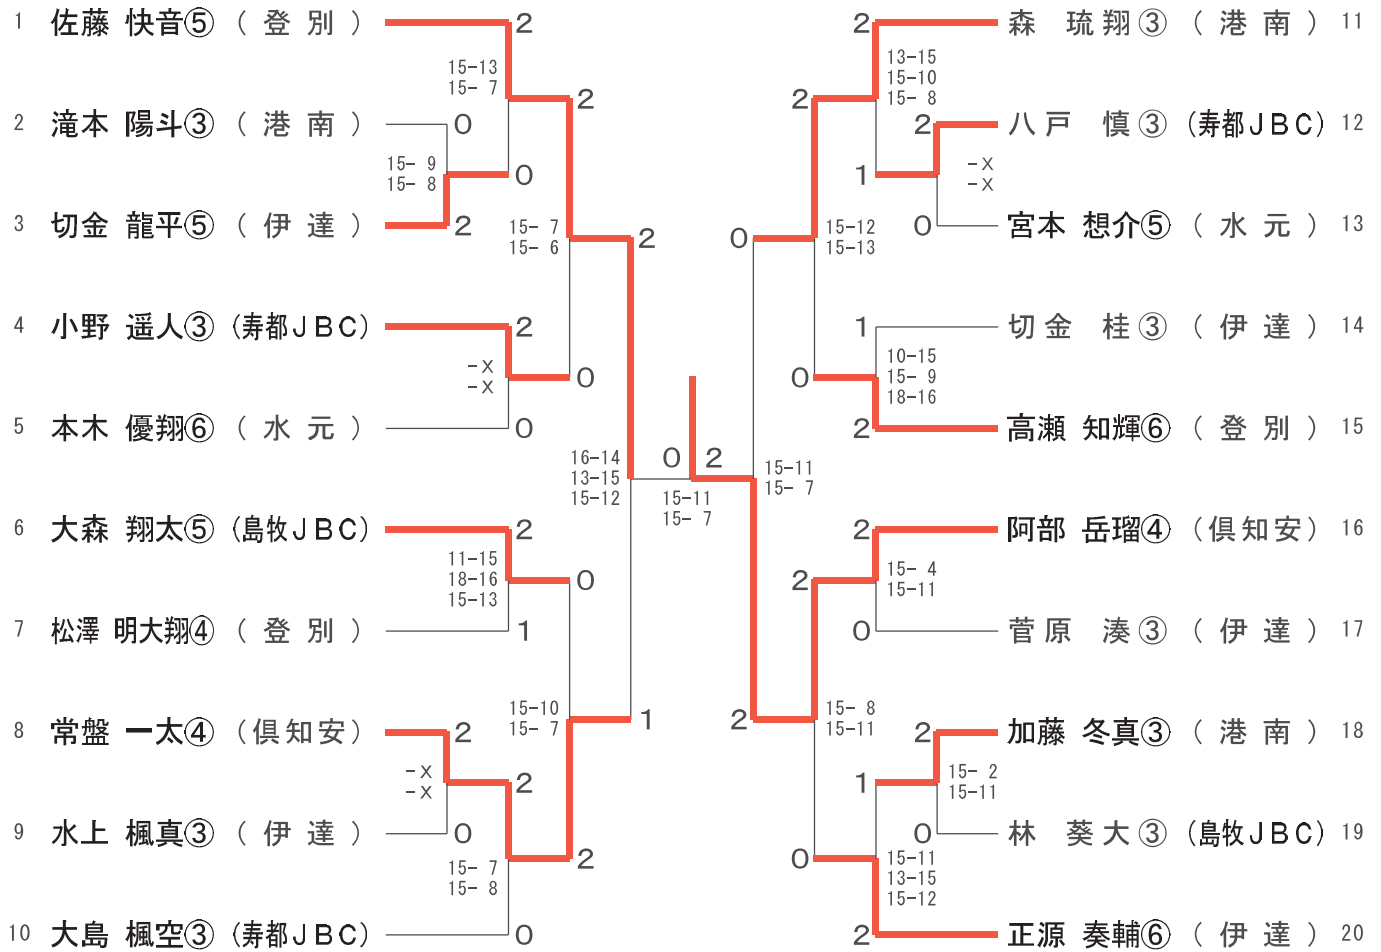 1 佐藤 快音⑤ ( 登 別 )
2
15-13
15- 7
2
2 滝本 陽斗③ ( 港 南 )
0
15- 9
15- 8
0
3 切金 龍平⑤ ( 伊 達 )
2
15- 7
15- 6
2
4 小野 遥人③ (寿都JBC)
2
-X
-X
0
5 本木 優翔⑥ ( 水 元 )
0
16-14
13-15
15-12
6 大森 翔太⑤ (島牧JBC)
2
11-15
18-16
15-13
0
7 松澤 明大翔④ ( 登 別 )
1
15-10
15- 7
1
8 常盤 一太④ (倶知安)
2
-X
-X
2
9 水上 楓真③ ( 伊 達 )
0
15- 7
15- 8
2
10 大島 楓空③ (寿都JBC)
0
0 2
15-11
15- 7
2 森 琉翔③ ( 港 南 ) 11
13-15
15-10
15- 8
2
2 八戸 慎③ (寿都JBC) 12
-X
-X
1
0 宮本 想介⑤ ( 水 元 ) 13
0
15-12
15-13
1 切金 桂③ ( 伊 達 ) 14
10-15
15- 9
18-16
0
2 高瀬 知輝⑥ ( 登 別 ) 15
15-11
15- 7
2 阿部 岳瑠④ (倶知安) 16
15- 4
15-11
2
0 菅原 湊③ ( 伊 達 ) 17
2
15- 8
15-11
2 加藤 冬真③ ( 港 南 ) 18
15- 2
15-11
1
0 林 葵大③ (島牧JBC) 19
15-11
13-15
15-12
0
2 正源 奏輔⑥ ( 伊 達 ) 20